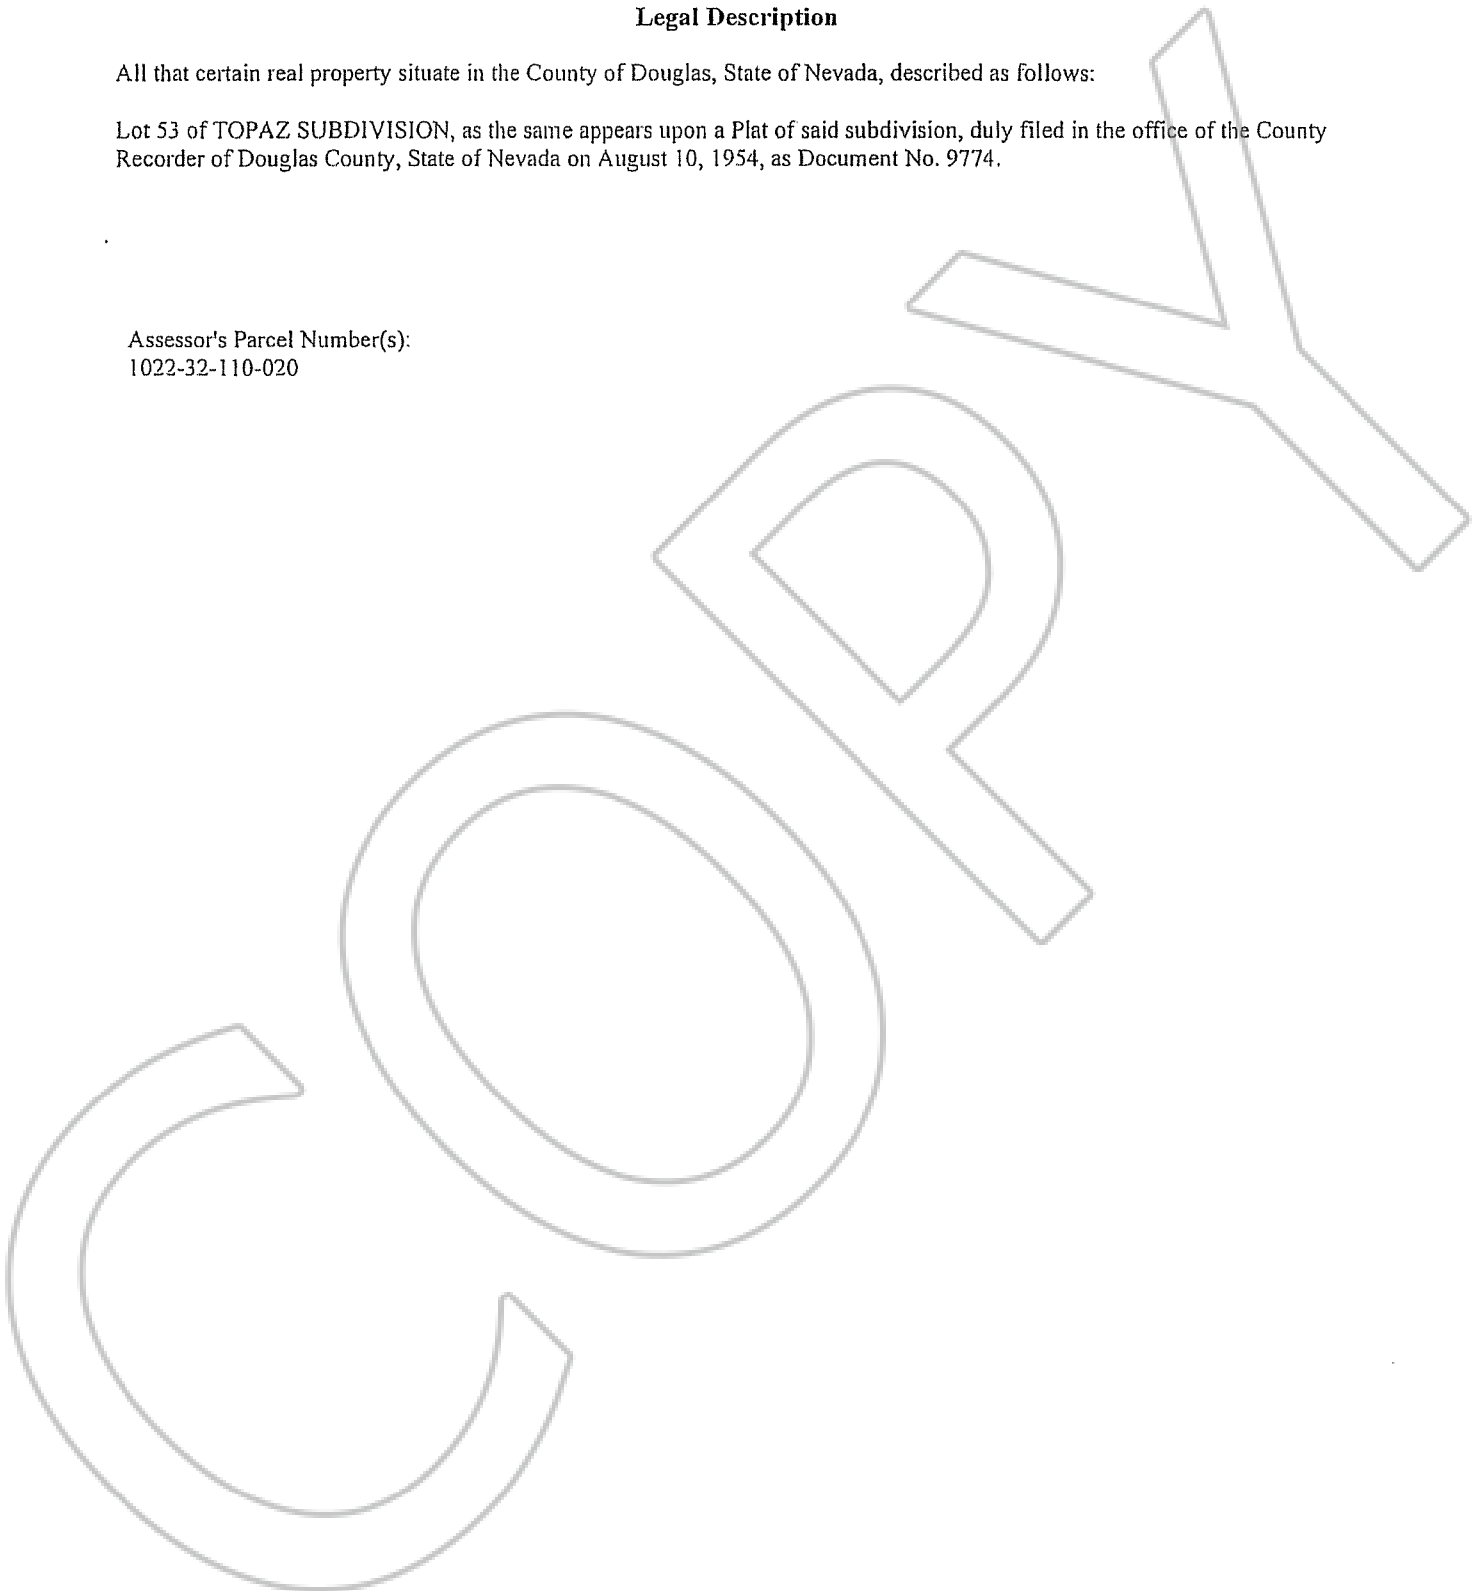 Legal Description
All that certain real property situate in the County of Douglas, State of Nevada, described as follows:
Lot 53 of TOPAZ SUBDIVISION, as the same appears upon a Plat of said subdivision, duly filed in the office of the County
Recorder of Douglas County, State of Nevada on August 10, 1954, as Document No. 9774.
Assessor's Parcel Number(s):
1022-32-110-020
COPY